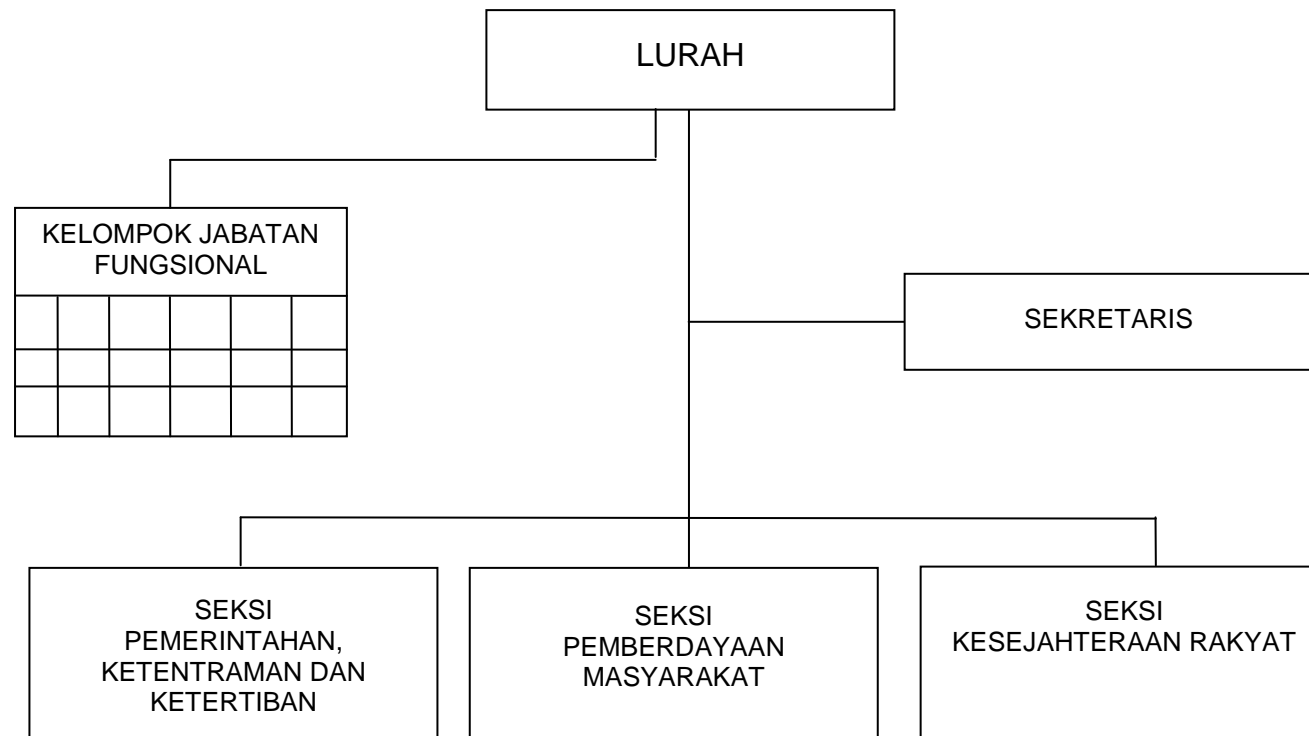 LURAH
KELOMPOK JABATAN
FUNGSIONAL
SEKRETARIS
SEKSI
PEMERINTAHAN,
KETENTRAMAN DAN
KETERTIBAN
SEKSI
PEMBERDAYAAN
MASYARAKAT
SEKSI
KESEJAHTERAAN RAKYAT